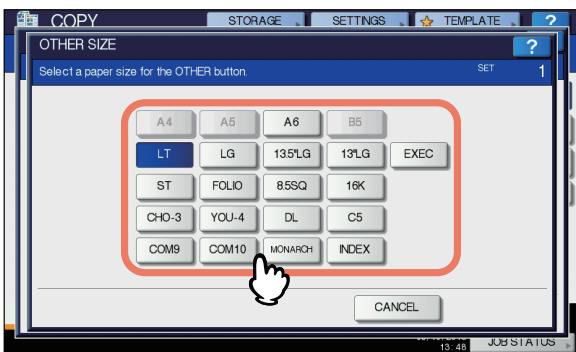 COPY STORAGE SETTINGS TEMPLATE ?
OTHER SIZE ?
Select a paper size for the OTHER button. SET 1
A4 A5 A6 B5
LT LG 13.5"LG 13"LG EXEC
ST FOLIO 8.5SQ 16K
CHO-3 YOU-4 DL C5
COM9 COM10 MONARCH INDEX
CANCEL
13:48 JOB STATUS